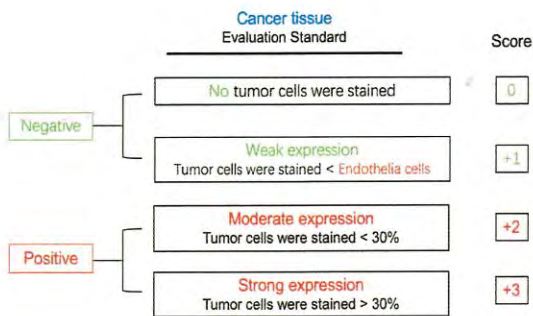 Cancer tissue
Evaluation Standard
Score
No tumor cells were stained
0
Negative
Weak expression
Tumor cells were stained < Endothelia cells
+1
Moderate expression
Tumor cells were stained < 30%
+2
Positive
Strong expression
Tumor cells were stained > 30%
+3